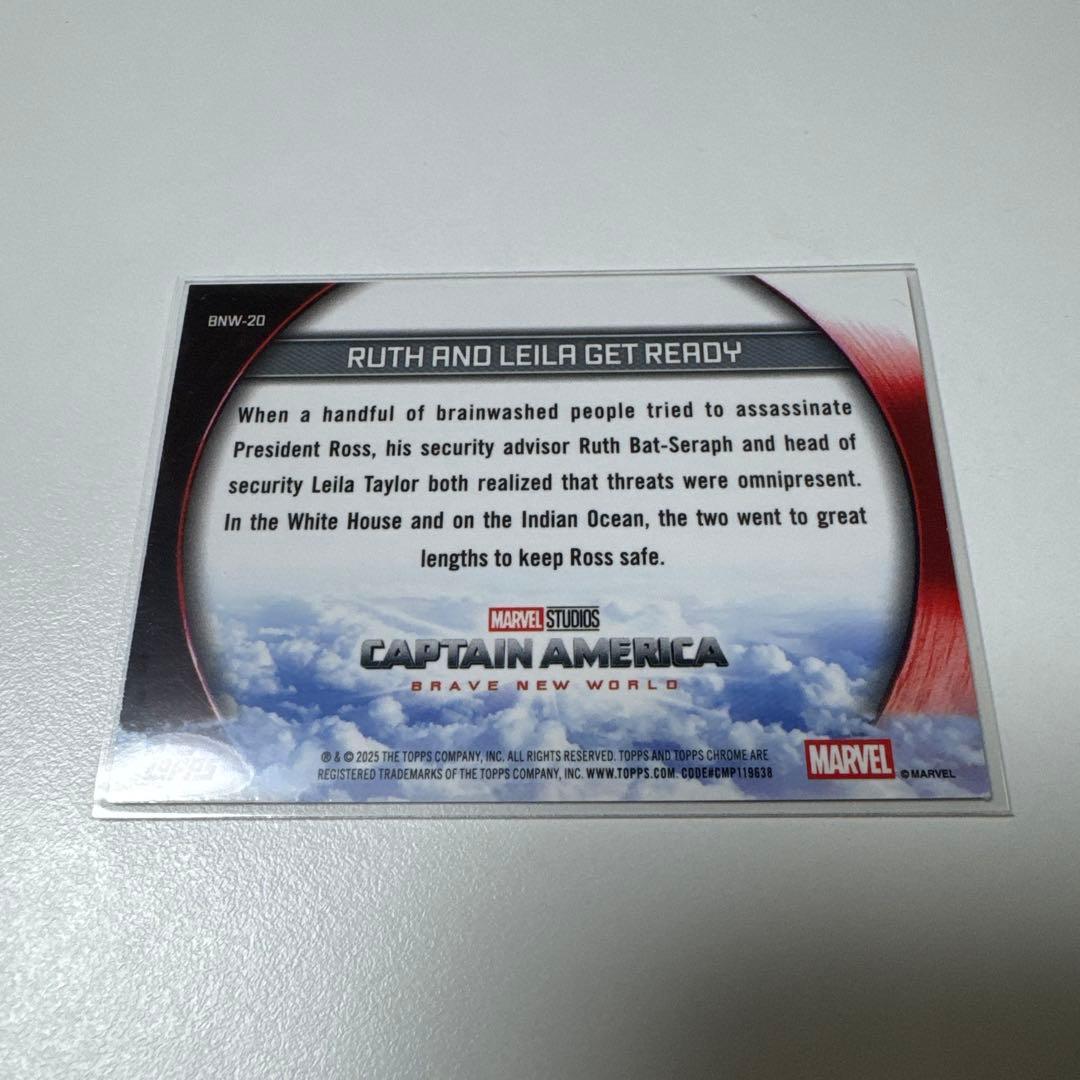 BNW-20
RUTH AND LEILA GET READY
When a handful of brainwashed people tried to assassinate
President Ross, his security advisor Ruth Bat-Seraph and head of
security Leila Taylor both realized that threats were omnipresent.
In the White House and on the Indian Ocean, the two went to great
lengths to keep Ross safe.
MARVEL STUDIOS
CAPTAIN AMERICA
BRAVE NEW WORLD
® & © 2025 THE TOPPS COMPANY, INC. ALL RIGHTS RESERVED. TOPPS AND TOPPS CHROME ARE
REGISTERED TRADEMARKS OF THE TOPPS COMPANY, INC. WWW.TOPPS.COM. CODE#CMP119638
MARVEL
© MARVEL
TOPPS